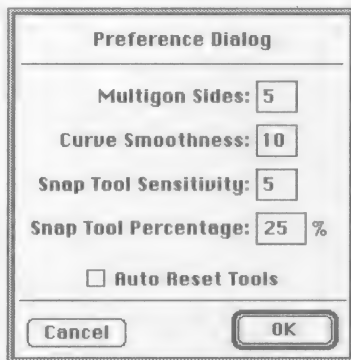 Preference Dialog
Multigon Sides: 5
Curve Smoothness: 10
Snap Tool Sensitivity: 5
Snap Tool Percentage: 25 %
Auto Reset Tools
Cancel OK